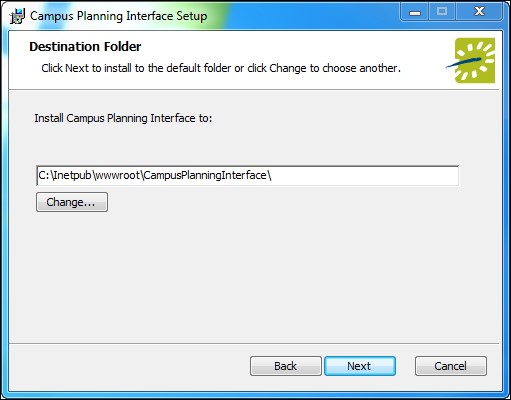 Campus Planning Interface Setup
Destination Folder
Click Next to install to the default folder or click Change to choose another.
Install Campus Planning Interface to:
C:\Inetpub\wwwroot\CampusPlanningInterface\
Change...
Back Next Cancel